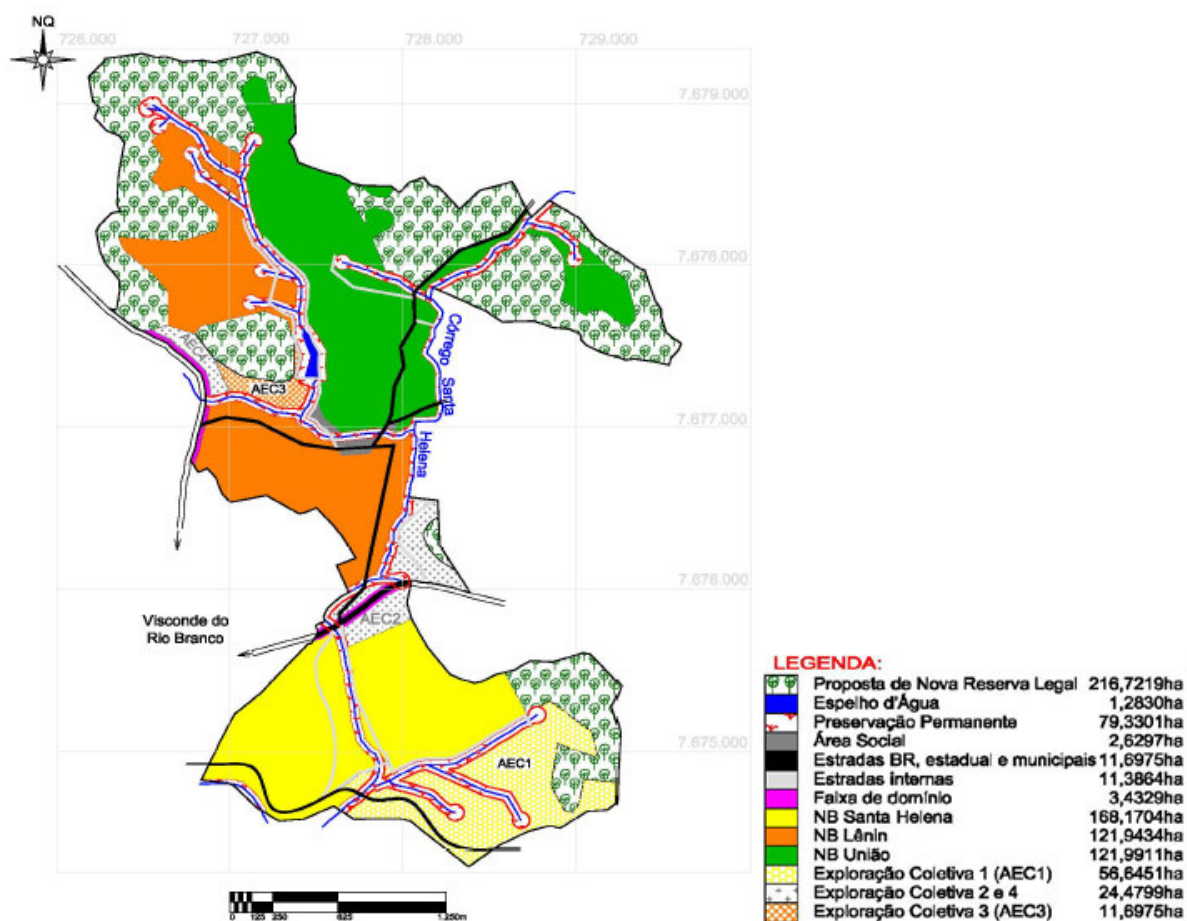 NQ
726.000 727.000 728.000 729.000
7.679.000
7.678.000
Córrego Santa Helena
AEC4
AEC3
7.677.000
7.676.000
AEC2
Visconde do
Rio Branco
7.675.000
AEC1
0 125 250 625 1.250m
LEGENDA:
Proposta de Nova Reserva Legal 216,7219ha
Espelho d'Água 1,2830ha
Preservação Permanente 79,3301ha
Área Social 2,6297ha
Estradas BR, estadual e municipais 11,6975ha
Estradas internas 11,3864ha
Faixa de domínio 3,4329ha
NB Santa Helena 168,1704ha
NB Lênin 121,9434ha
NB União 121,9911ha
Exploração Coletiva 1 (AEC1) 56,6451ha
Exploração Coletiva 2 e 4 24,4799ha
Exploração Coletiva 3 (AEC3) 11,6975ha